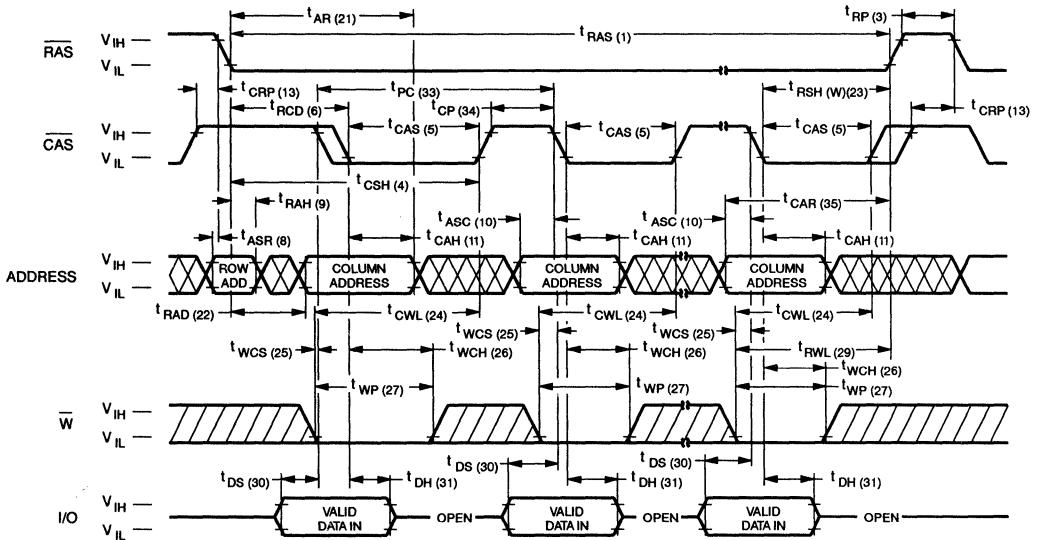 t AR (21)
t RP (3)
t RAS (1)
RAS
V IH
V IL
t CRP (13)
t PC (33)
t RSH (W)(23)
t RCD (6)
t CP (34)
t CRP (13)
CAS
V IH
V IL
t CAS (5)
t CAS (5)
t CAS (5)
t CSH (4)
t RAH (9)
t CAR (35)
t ASC (10)
t ASC (10)
t ASR (8)
t CAH (11)
t CAH (11)
t CAH (11)
ADDRESS
V IH
V IL
ROW ADD
COLUMN ADDRESS
COLUMN ADDRESS
COLUMN ADDRESS
t RAD (22)
t CWL (24)
t CWL (24)
t CWL (24)
t WCS (25)
t WCS (25)
t WCS (25)
t WCH (26)
t WCH (26)
t RWL (29)
t WCH (26)
t WP (27)
t WP (27)
t WP (27)
W
V IH
V IL
t DS (30)
t DS (30)
t DS (30)
t DH (31)
t DH (31)
t DH (31)
I/O
V IH
V IL
VALID DATA IN
OPEN
VALID DATA IN
OPEN
VALID DATA IN
OPEN